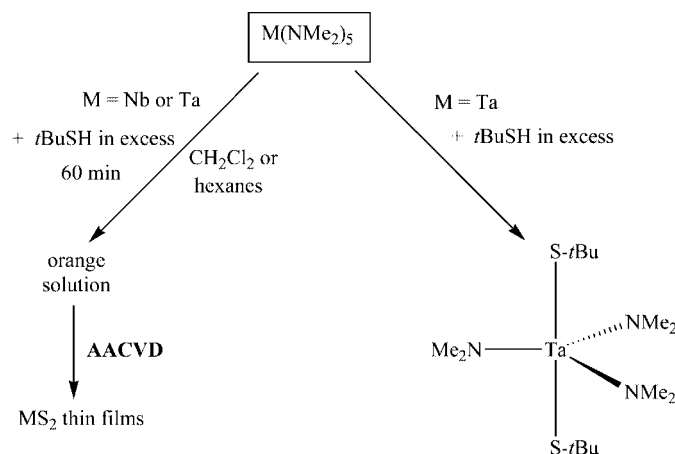 M(NMe2)5
M = Nb or Ta
+ tBuSH in excess
60 min
CH2Cl2 or
hexanes
M = Ta
+ tBuSH in excess
orange
solution
AACVD
MS2 thin films
S-tBu
NMe2
Me2N
Ta
NMe2
S-tBu